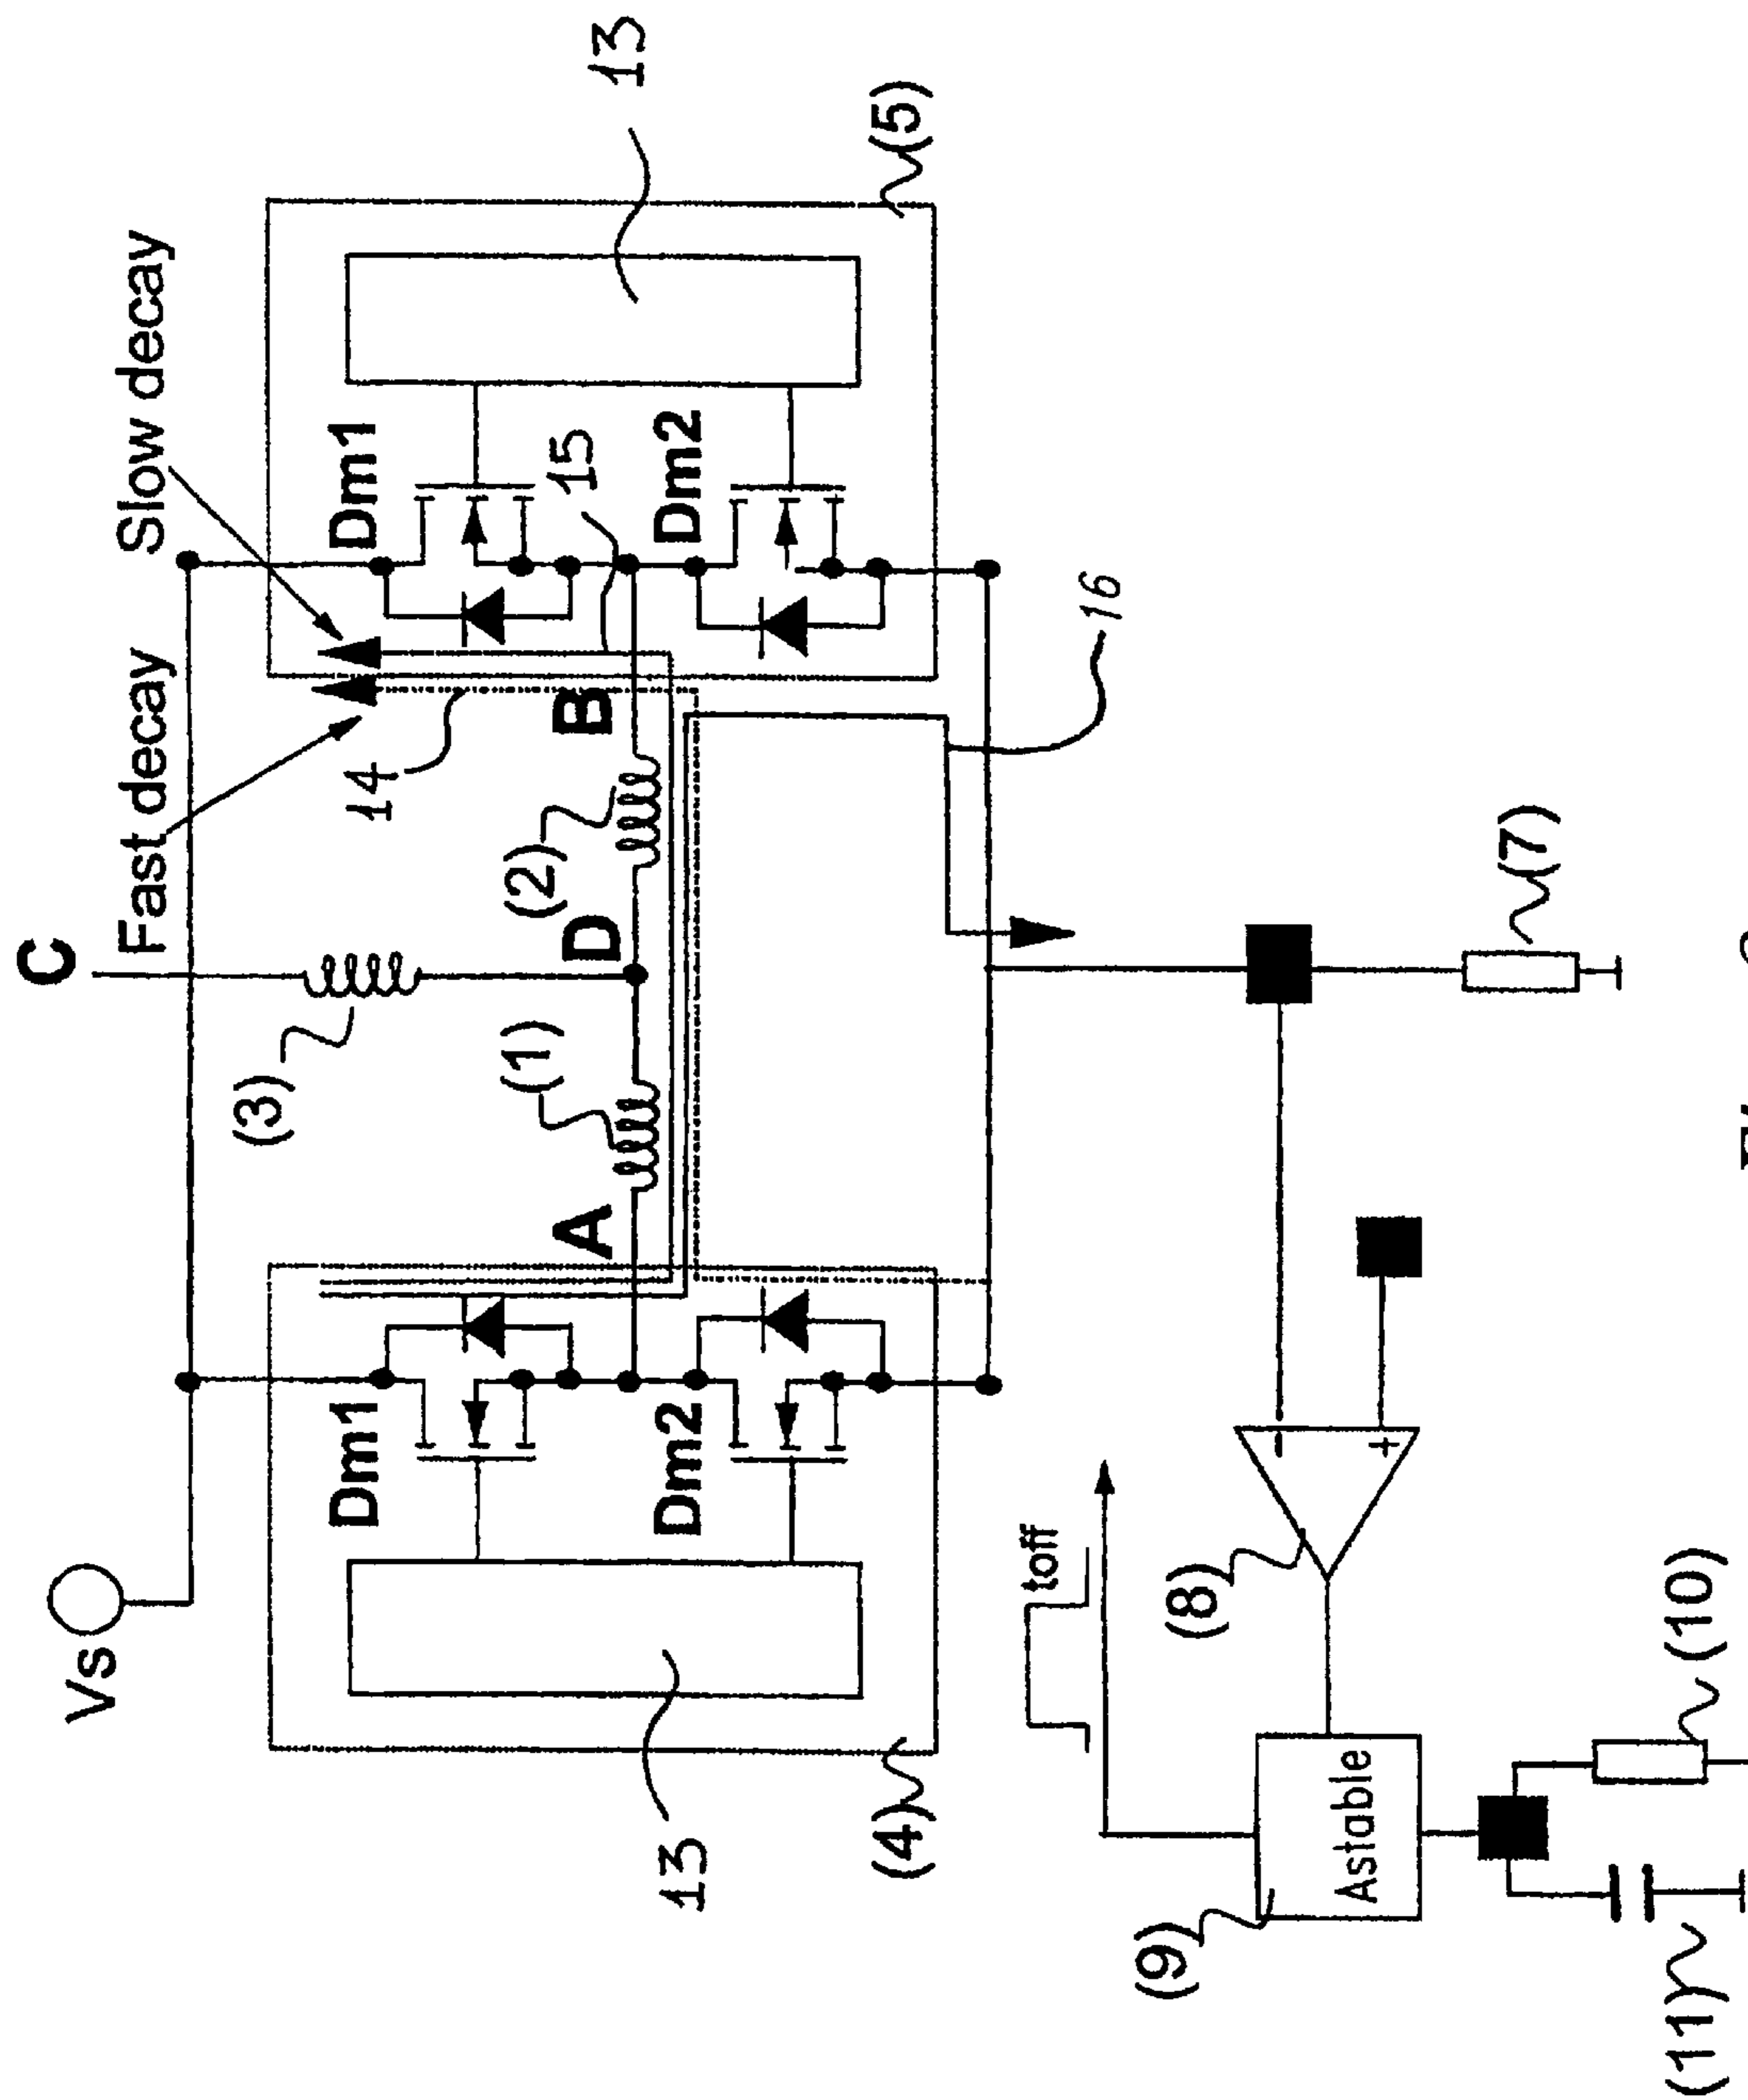 Vs
C
Fast decay
Slow decay
(3)
14
13
Dm1
Dm1
15
(1)
D
(2)
A
B
Dm2
Dm2
13
(4)
(5)
16
toff
(8)
-
+
(7)
(9)
Astable
(10)
(11)